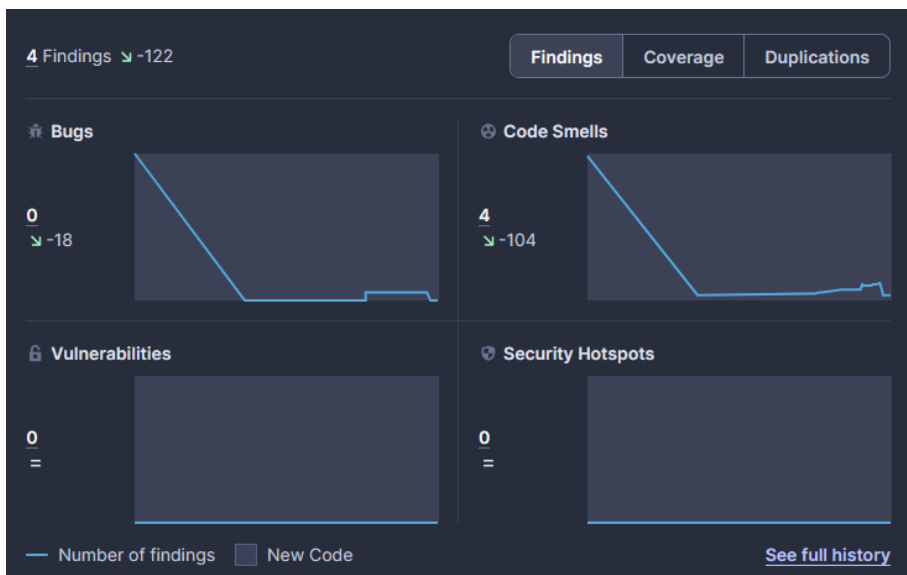 4 Findings ↘ -122
Findings Coverage Duplications
Bugs
0
↘ -18
Code Smells
4
↘ -104
Vulnerabilities
0
=
Security Hotspots
0
=
Number of findings New Code
See full history